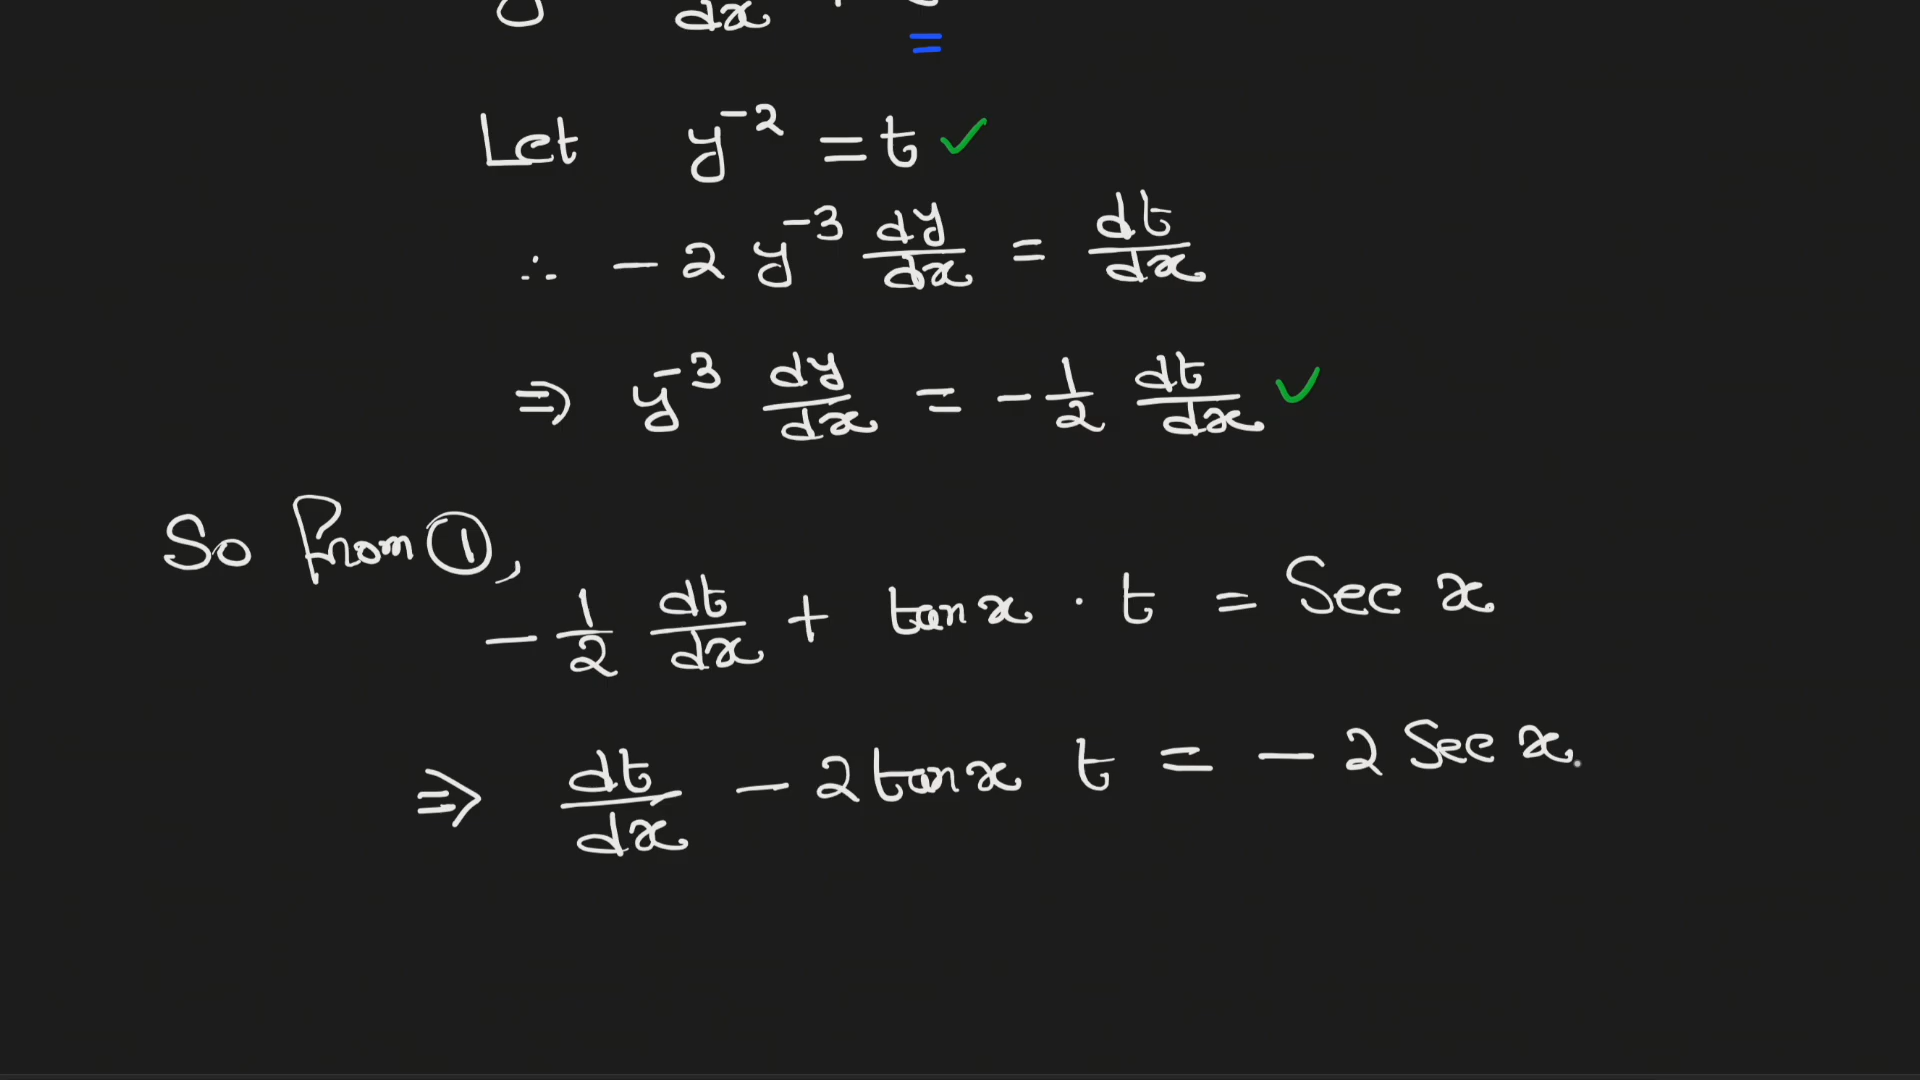 y dx
=
Let y^-2 = t ✓
∴ -2 y^-3 dy/dx = dt/dx
⇒ y^-3 dy/dx = -1/2 dt/dx ✓
So from ①,
-1/2 dt/dx + tan x · t = Sec x
⇒ dt/dx - 2 tan x t = -2 Sec x.